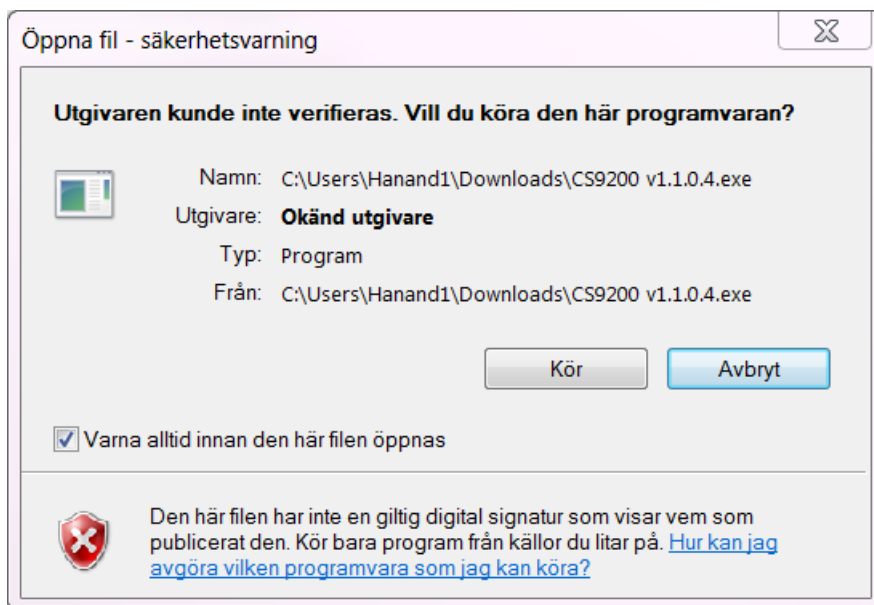 Öppna fil - säkerhetsvarning
Utgivaren kunde inte verifieras. Vill du köra den här programvaran?
Namn: C:\Users\Hanand1\Downloads\CS9200 v1.1.0.4.exe
Utgivare: Okänd utgivare
Typ: Program
Från: C:\Users\Hanand1\Downloads\CS9200 v1.1.0.4.exe
Kör Avbryt
Varna alltid innan den här filen öppnas
Den här filen har inte en giltig digital signatur som visar vem som
publicerat den. Kör bara program från källor du litar på. Hur kan jag
avgöra vilken programvara som jag kan köra?